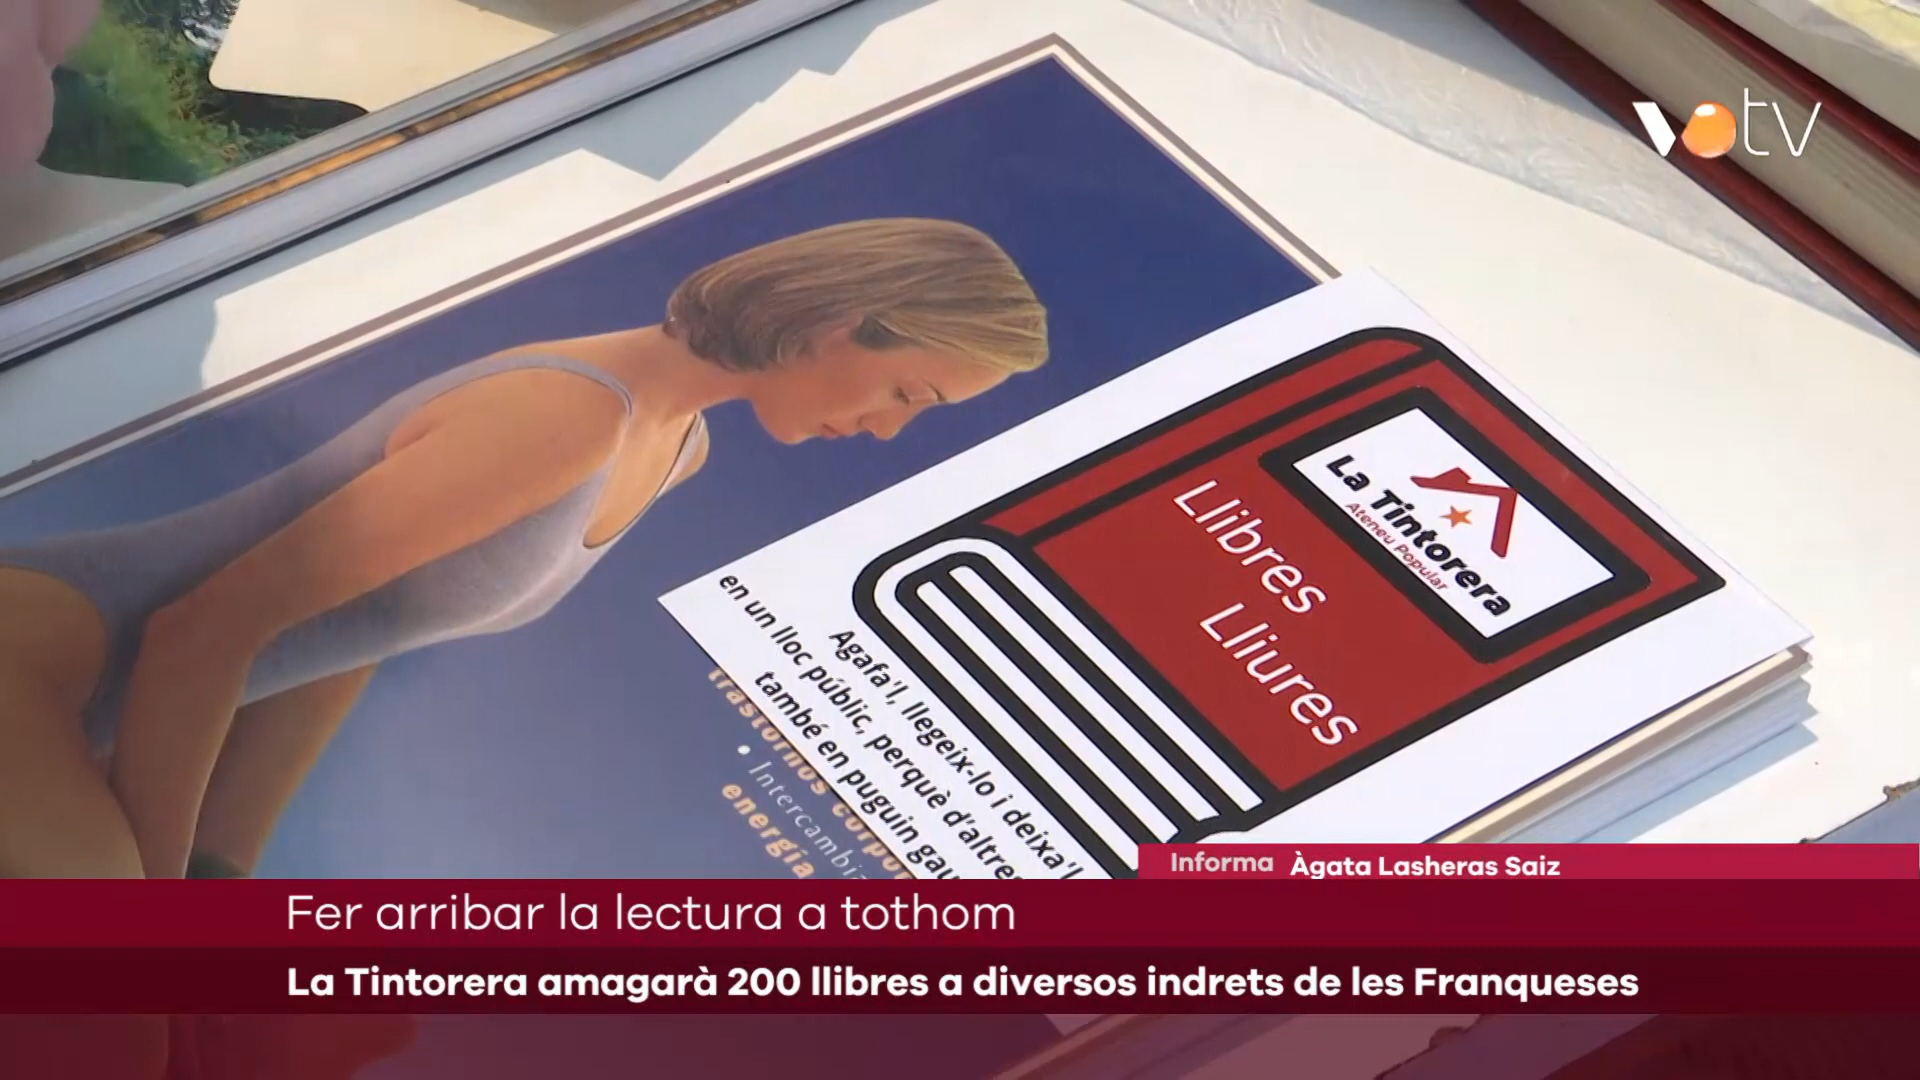 votv
La Tintorera
Ateneu Popular
Llibres
Lliures
Agafa'l, llegeix-lo i deixa'l
en un lloc públic, perquè d'altres
també en puguin gau
trastornos
• Intercambi
energía
Informa Àgata Lasheras Saiz
Fer arribar la lectura a tothom
La Tintorera amagarà 200 llibres a diversos indrets de les Franqueses